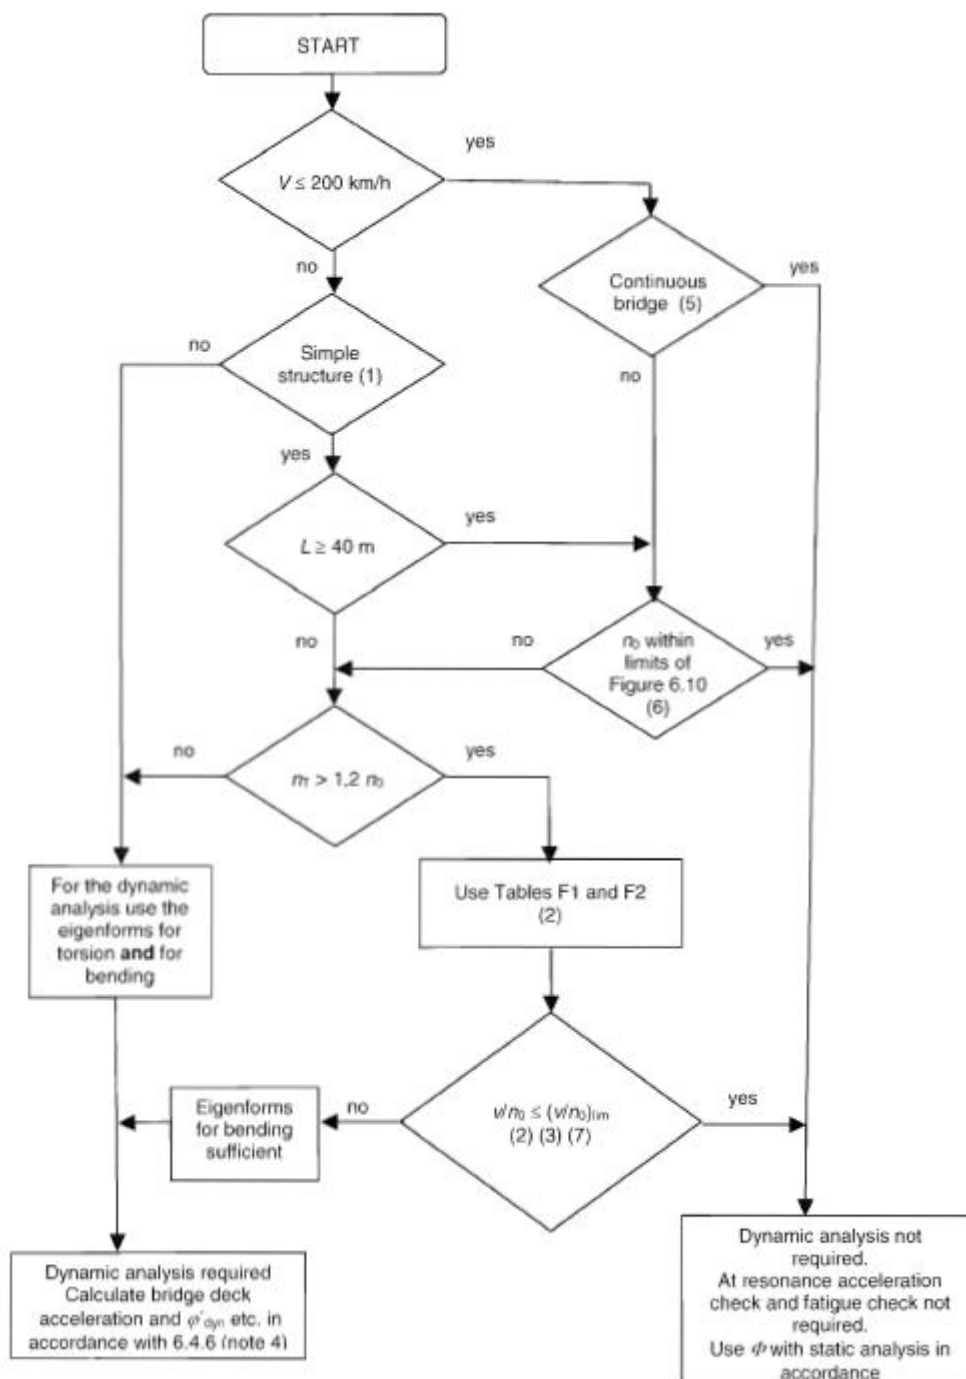 START
yes
V ≤ 200 km/h
no
Continuous
bridge (5)
yes
no
Simple
structure (1)
no
yes
L ≥ 40 m
yes
no
no
n₀ within
limits of
Figure 6.10
(6)
yes
no
n_T > 1,2 n₀
yes
For the dynamic
analysis use the
eigenforms for
torsion and for
bending
Use Tables F1 and F2
(2)
Eigenforms
for bending
sufficient
no
v/n₀ ≤ (v/n₀)lim
(2) (3) (7)
yes
Dynamic analysis required
Calculate bridge deck
acceleration and φ'dyn etc. in
accordance with 6.4.6 (note 4)
Dynamic analysis not
required.
At resonance acceleration
check and fatigue check not
required.
Use Φ with static analysis in
accordance